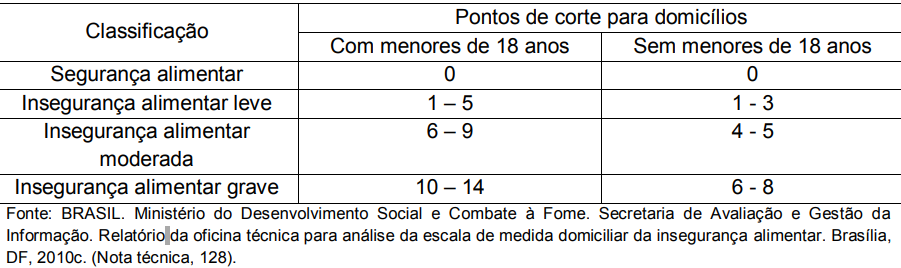 Classificação
Pontos de corte para domicílios
Com menores de 18 anos
Sem menores de 18 anos
Segurança alimentar 0 0
Insegurança alimentar leve 1 – 5 1 - 3
Insegurança alimentar
moderada
6 – 9 4 - 5
Insegurança alimentar grave 10 – 14 6 - 8
Fonte: BRASIL. Ministério do Desenvolvimento Social e Combate à Fome. Secretaria de Avaliação e Gestão da
Informação. Relatório da oficina técnica para análise da escala de medida domiciliar da insegurança alimentar. Brasília,
DF, 2010c. (Nota técnica, 128).